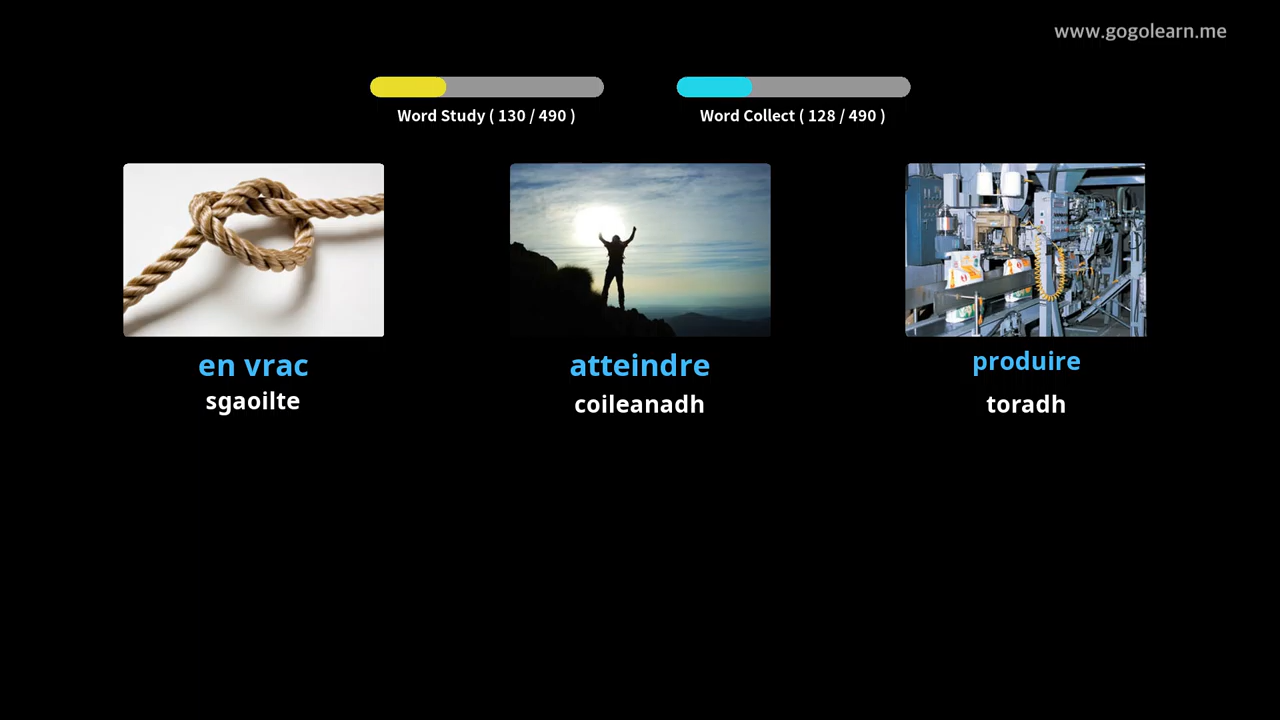 www.gogolearn.me
Word Study ( 130 / 490 )
Word Collect ( 128 / 490 )
en vrac
sgaoilte
atteindre
coileanadh
produire
toradh